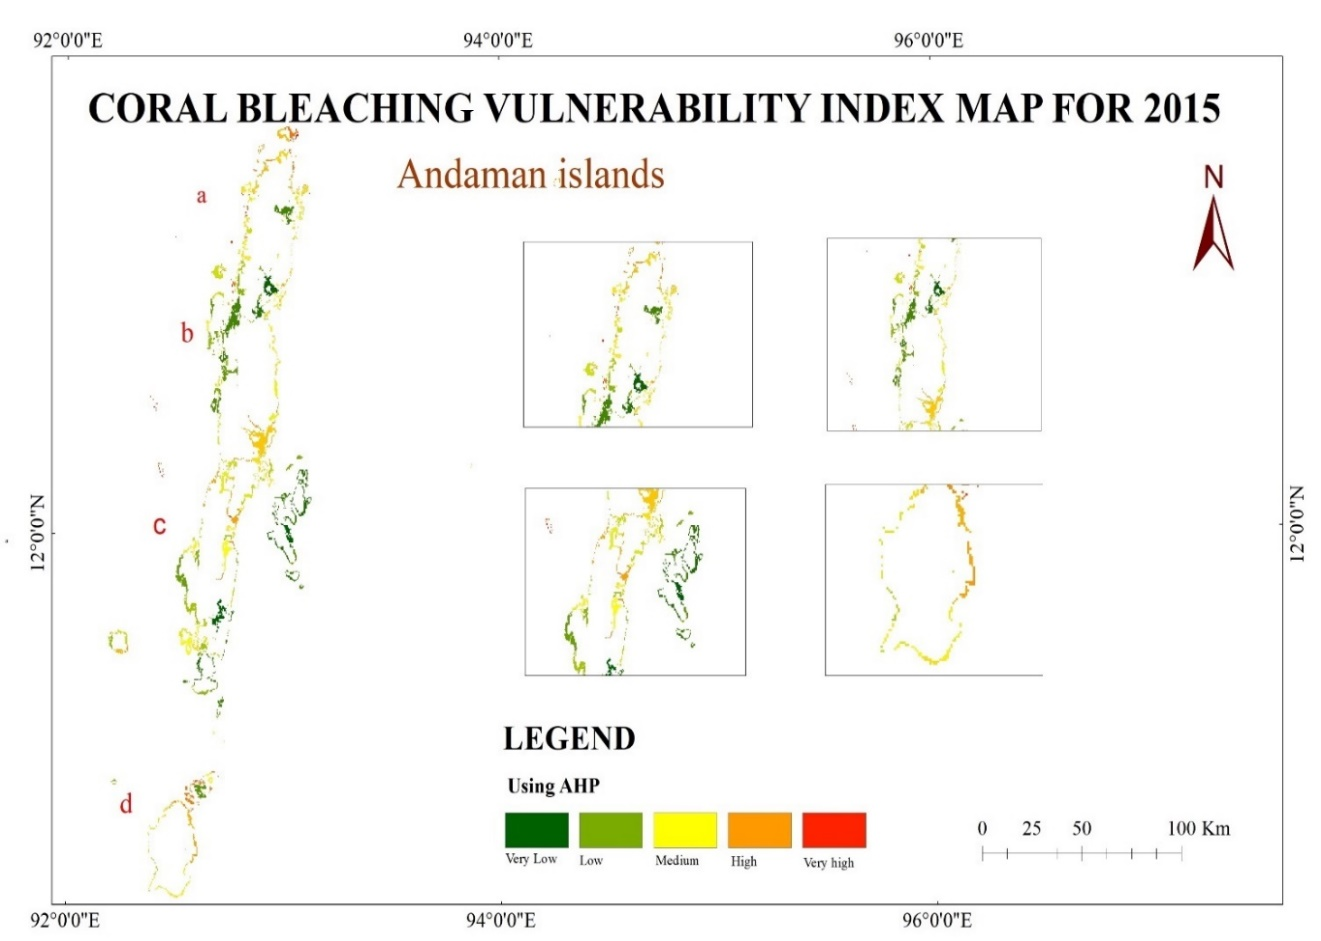 92°0'0"E 94°0'0"E 96°0'0"E
CORAL BLEACHING VULNERABILITY INDEX MAP FOR 2015
Andaman islands
N
a
b
c
12°0'0"N 12°0'0"N
d
LEGEND
Using AHP
Very Low Low Medium High Very high
0 25 50 100 Km
92°0'0"E 94°0'0"E 96°0'0"E